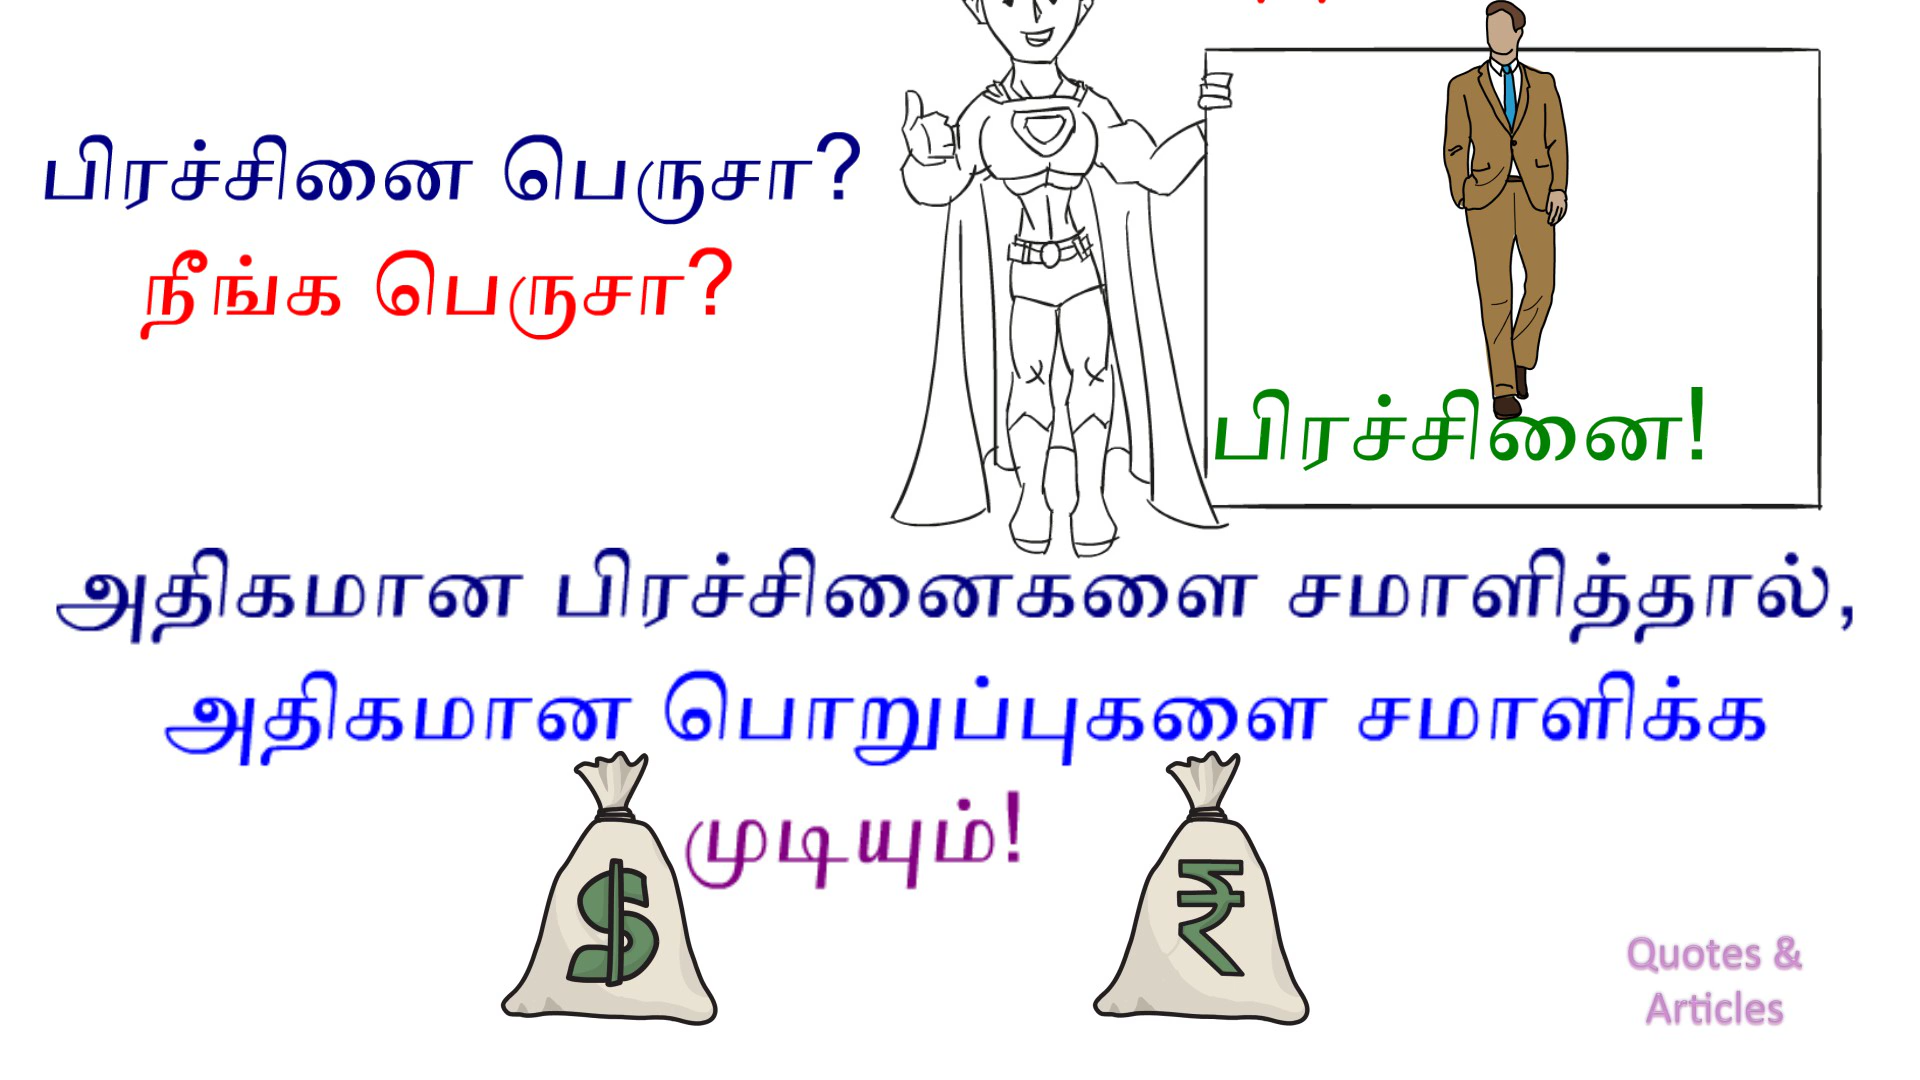 பிரச்சினை பெருசா?
நீங்க பெருசா?
பிரச்சினை!
அதிகமான பிரச்சினைகளை சமாளித்தால்,
அதிகமான பொறுப்புகளை சமாளிக்க
முடியும்!
$
₹
Quotes &
Articles